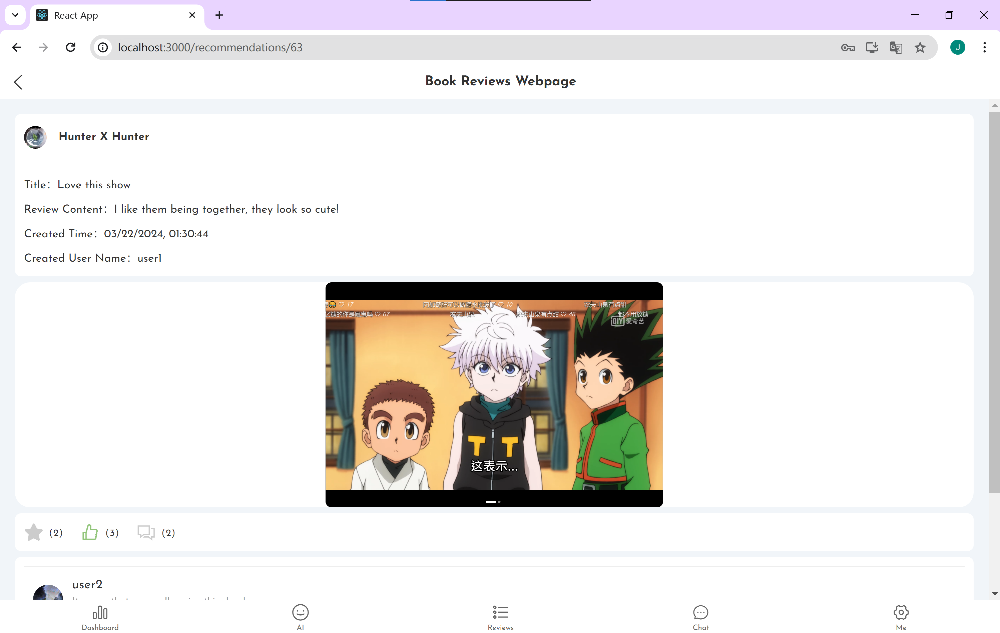 React App
localhost:3000/recommendations/63
J
Book Reviews Webpage
Hunter X Hunter
Title：Love this show
Review Content：I like them being together, they look so cute!
Created Time：03/22/2024, 01:30:44
Created User Name：user1
17 冈加奇犽可以做糖水批发了 10 农夫山泉有点甜
亿糖的你是魔鬼吗 67 农夫山泉 农夫山泉有点甜 46 都不用放糖
iQIYI 爱奇艺
T T
这表示...
(2) (3) (2)
user2
Dashboard AI Reviews Chat Me